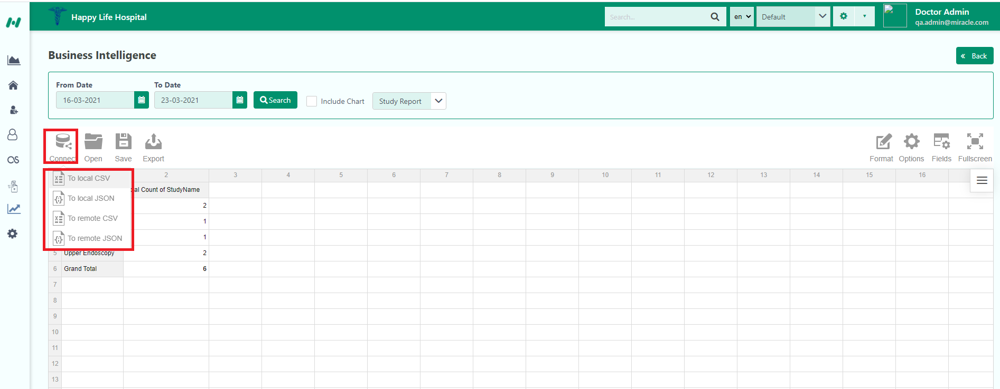 Happy Life Hospital
Search...
en
Default
Doctor Admin
qa.admin@miracle.com
Business Intelligence
« Back
From Date
To Date
16-03-2021
23-03-2021
Search
Include Chart
Study Report
Connect
Open
Save
Export
Format
Options
Fields
Fullscreen
To local CSV
To local JSON
To remote CSV
To remote JSON
2 3 4 5 6 7 8 9 10 11 12 13 14 15 16
Count of StudyName
2
1
1
5 Upper Endoscopy 2
6 Grand Total 6
7
8
9
10
11
12
13